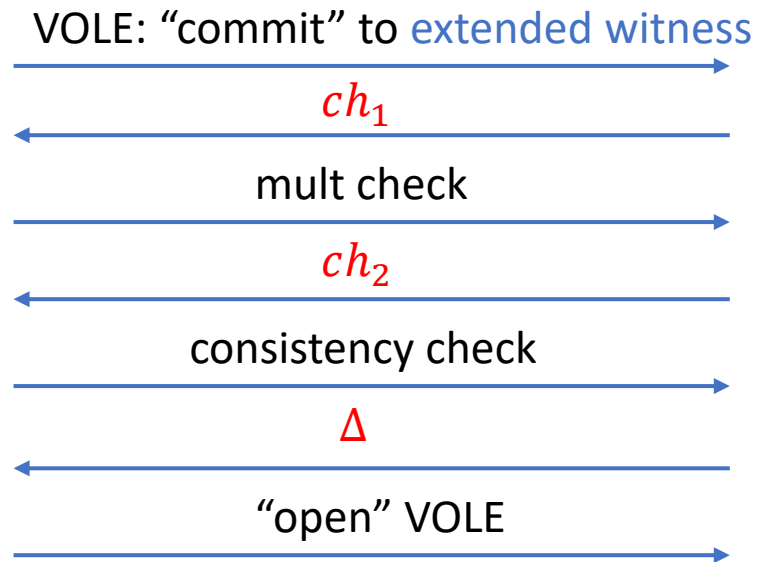 VOLE: “commit” to extended witness
ch₁
mult check
ch₂
consistency check
Δ
“open” VOLE